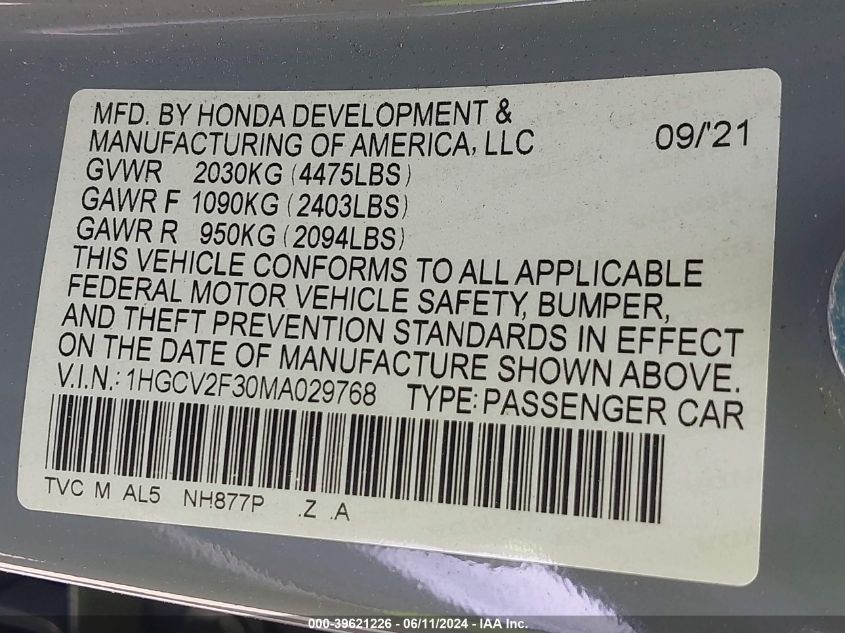 MFD. BY HONDA DEVELOPMENT &
MANUFACTURING OF AMERICA, LLC 09/'21
GVWR 2030KG (4475LBS)
GAWR F 1090KG (2403LBS)
GAWR R 950KG (2094LBS)
THIS VEHICLE CONFORMS TO ALL APPLICABLE
FEDERAL MOTOR VEHICLE SAFETY, BUMPER,
AND THEFT PREVENTION STANDARDS IN EFFECT
ON THE DATE OF MANUFACTURE SHOWN ABOVE.
V.I.N.: 1HGCV2F30MA029768 TYPE: PASSENGER CAR
TVC M AL5 NH877P .Z .A
000-39621226 - 06/11/2024 - IAA Inc.